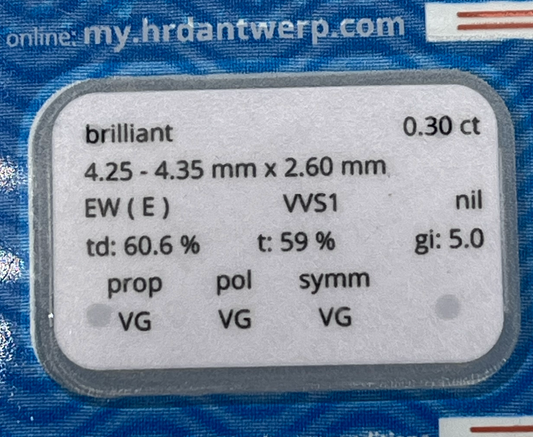 online: my.hrdantwerp.com
brilliant 0.30 ct
4.25 - 4.35 mm x 2.60 mm
EW ( E ) VVS1 nil
td: 60.6 % t: 59 % gi: 5.0
prop pol symm
VG VG VG